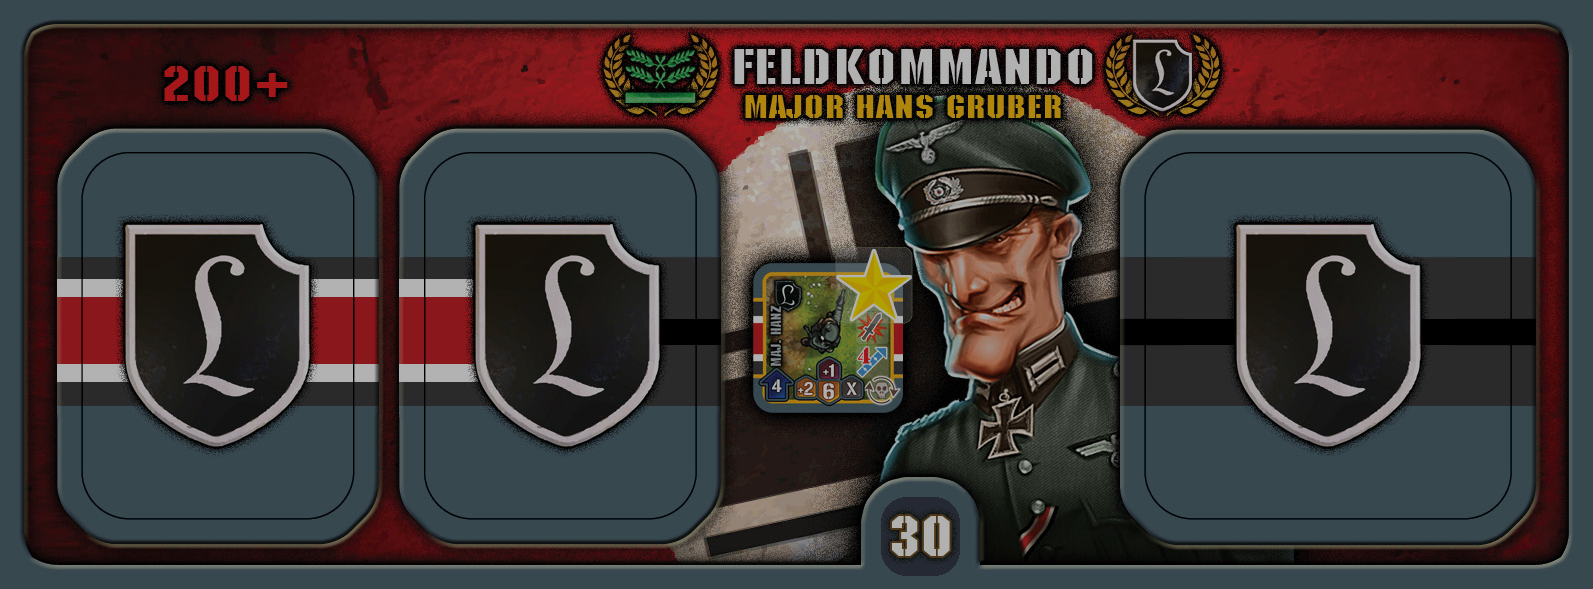 200+
FELDKOMMANDO
L
MAJOR HANS GRUBER
L
L
L
MAJ. HANZ
L
4
4
+1
+2 6 X
30